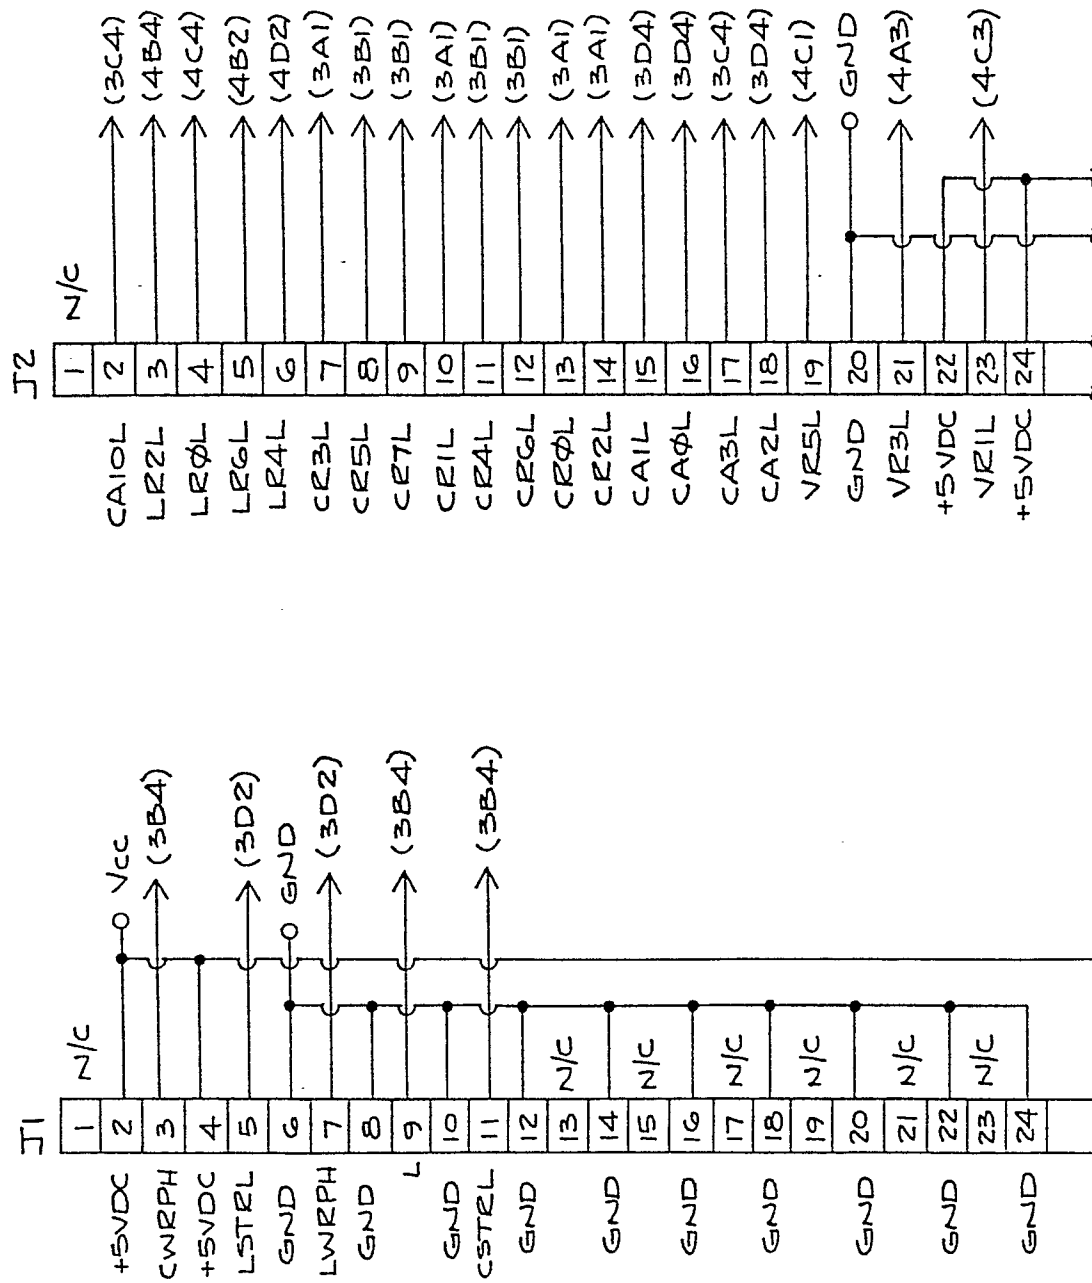 J1
1 N/C
+5VDC 2 Vcc
CWRPH 3 (3B4)
+5VDC 4
LSTRL 5 (3D2)
GND 6 GND
LWRPH 7 (3D2)
GND 8
L 9 (3B4)
GND 10
CSTRL 11 (3B4)
GND 12
13 N/C
GND 14
15 N/C
GND 16
17 N/C
GND 18
19 N/C
GND 20
21 N/C
GND 22
23 N/C
GND 24
J2
1 N/C
CA10L 2 (3C4)
LR2L 3 (4B4)
LRØL 4 (4C4)
LR6L 5 (4B2)
LR4L 6 (4D2)
CR3L 7 (3A1)
CR5L 8 (3B1)
CR7L 9 (3B1)
CR1L 10 (3A1)
CR4L 11 (3B1)
CR6L 12 (3B1)
CRØL 13 (3A1)
CR2L 14 (3A1)
CA1L 15 (3D4)
CAØL 16 (3D4)
CA3L 17 (3C4)
CA2L 18 (3D4)
VR5L 19 (4C1)
GND 20 GND
VR3L 21 (4A3)
+5VDC 22
VR1L 23 (4C3)
+5VDC 24